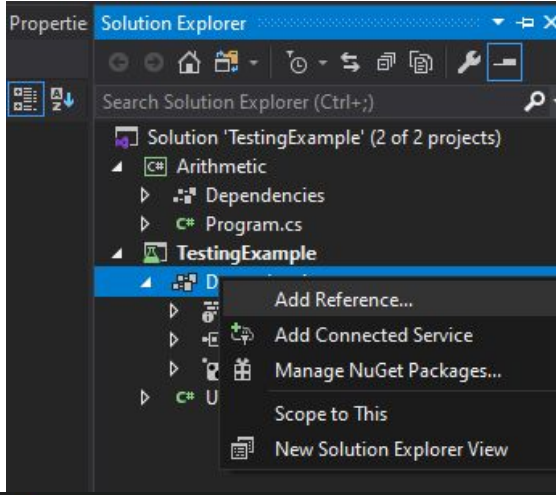 Propertie
Solution Explorer
Search Solution Explorer (Ctrl+;)
Solution 'TestingExample' (2 of 2 projects)
C# Arithmetic
Dependencies
C# Program.cs
TestingExample
D
Add Reference...
Add Connected Service
Manage NuGet Packages...
C# U
Scope to This
New Solution Explorer View